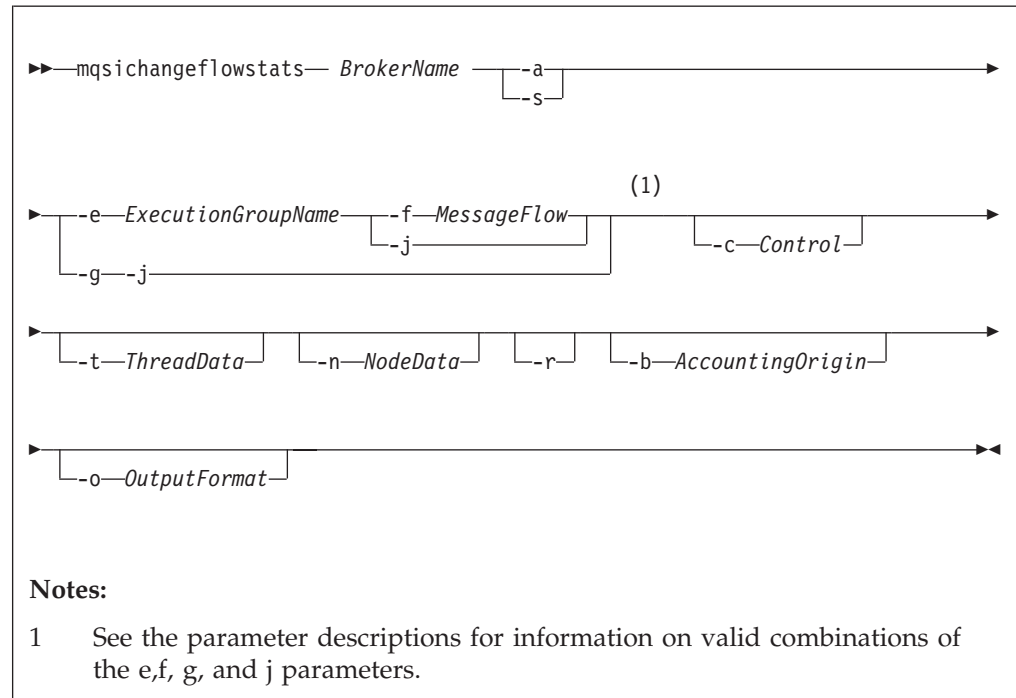 mqsichangeflowstats BrokerName -a
-s
(1)
-e ExecutionGroupName -f MessageFlow
-j -c Control
-g -j
-t ThreadData -n NodeData -r -b AccountingOrigin
-o OutputFormat
Notes:
1 See the parameter descriptions for information on valid combinations of
the e,f, g, and j parameters.